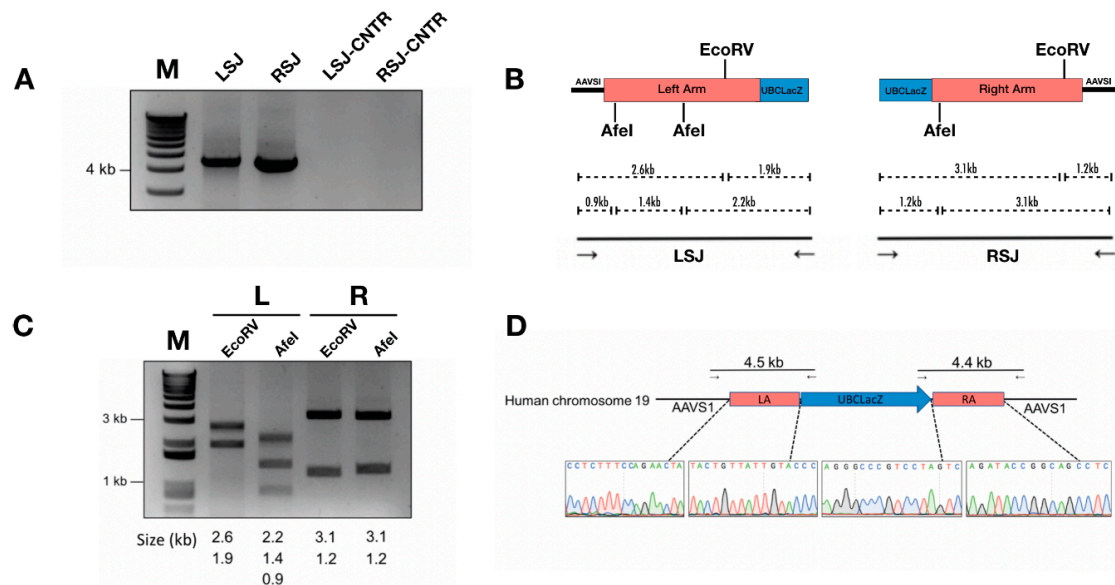 A
M
LSJ
RSJ
LSJ-CNTR
RSJ-CNTR
4 kb
B
EcoRV
EcoRV
AAVSI
Left Arm
UBCLacZ
UBCLacZ
Right Arm
AAVSI
AfeI
AfeI
AfeI
2.6kb
1.9kb
3.1kb
1.2kb
0.9kb
1.4kb
2.2kb
1.2kb
3.1kb
LSJ
RSJ
C
L
R
M
EcoRV
AfeI
EcoRV
AfeI
3 kb
1 kb
Size (kb)
2.6 2.2 3.1 3.1
1.9 1.4 1.2 1.2
0.9
D
4.5 kb
4.4 kb
Human chromosome 19
AAVS1
LA
UBCLacZ
RA
AAVS1
CCTCTTTCCAGAACTA
TACTGTTATTGTACCC
AGGGCCCGTCCTAGTC
AGATACCGGCAGCCTC